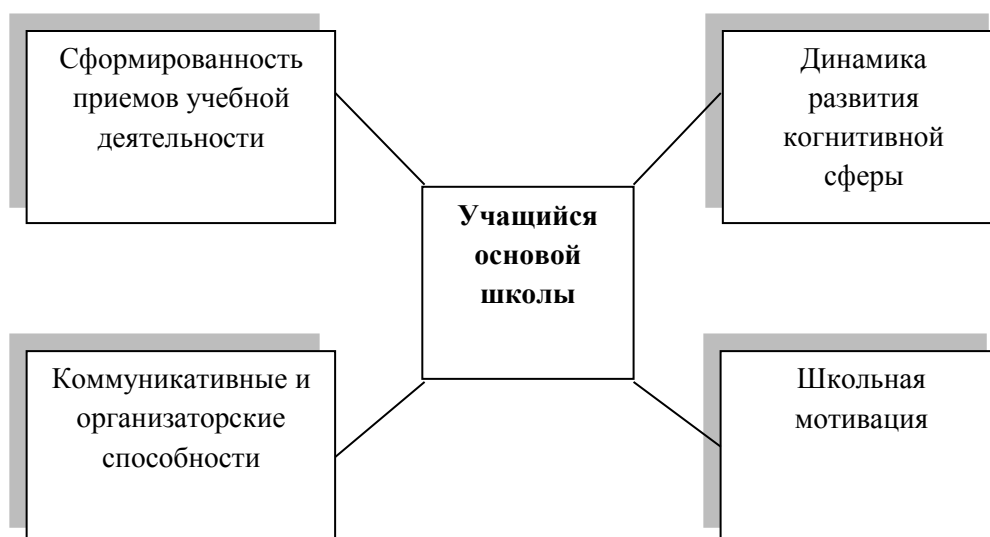 Сформированность
приемов учебной
деятельности
Динамика
развития
когнитивной
сферы
Учащийся
основой
школы
Коммуникативные и
организаторские
способности
Школьная
мотивация